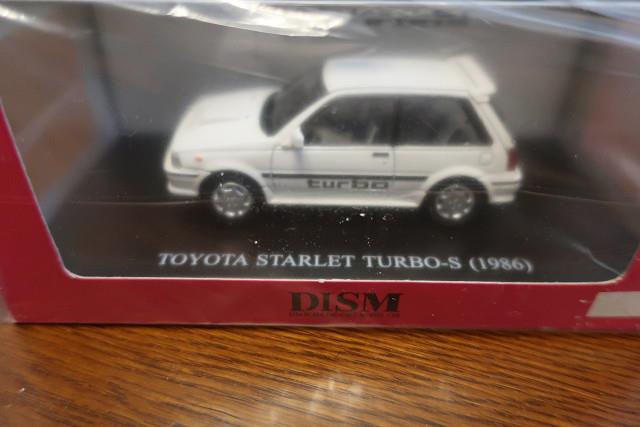 turbo
TOYOTA STARLET TURBO-S (1986)
DISM